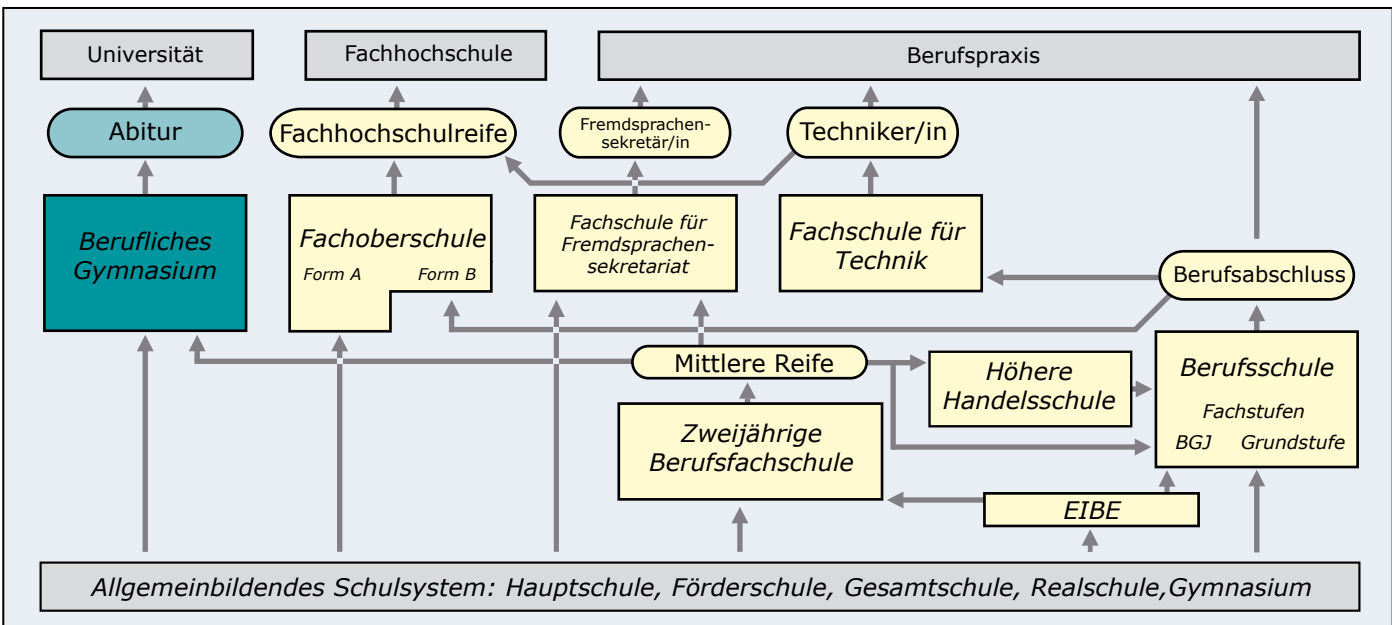 Universität
Fachhochschule
Berufspraxis
Abitur
Fachhochschulreife
Fremdsprachen-
sekretär/in
Techniker/in
Berufliches
Gymnasium
Fachoberschule
Form A
Form B
Fachschule für
Fremdsprachen-
sekretariat
Fachschule für
Technik
Berufsabschluss
Mittlere Reife
Höhere
Handelsschule
Berufsschule
Fachstufen
BGJ
Grundstufe
Zweijährige
Berufsfachschule
EIBE
Allgemeinbildendes Schulsystem: Hauptschule, Förderschule, Gesamtschule, Realschule,Gymnasium